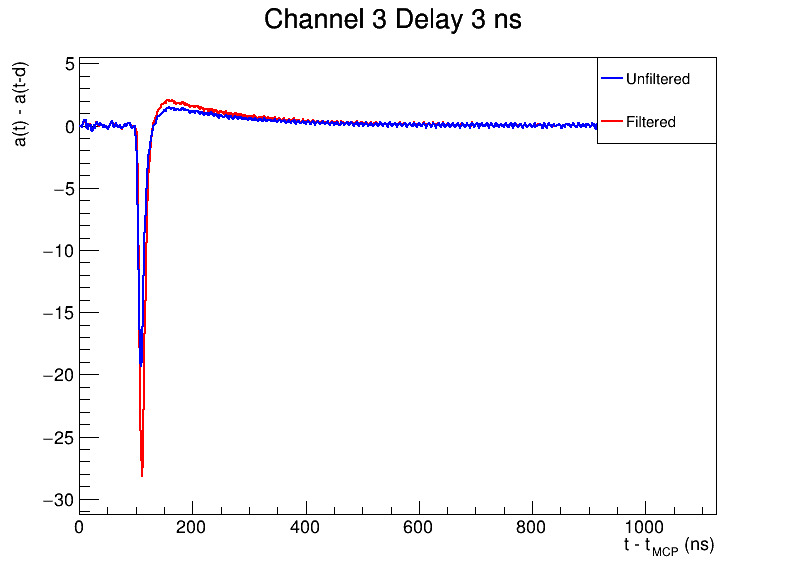 Channel 3 Delay 3 ns
a(t) - a(t-d)
5
0
−5
−10
−15
−20
−25
−30
Unfiltered
Filtered
0 200 400 600 800 1000
t - t_MCP (ns)